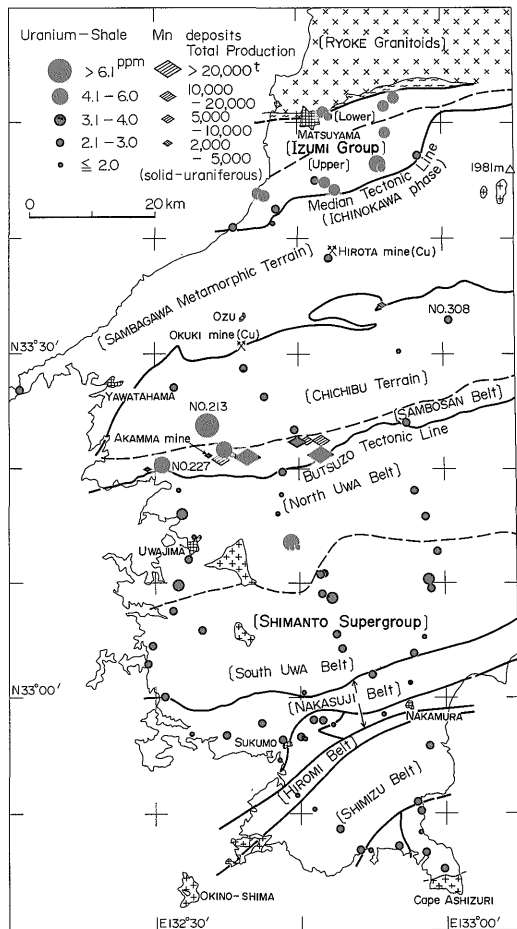 Uranium-Shale
> 6.1 ppm
4.1 - 6.0
3.1 - 4.0
2.1 - 3.0
≦ 2.0
Mn deposits
Total Production
> 20,000 t
10,000
- 20,000
5,000
- 10,000
2,000
- 5,000
(solid-uraniferous)
0 20 km
[RYOKE Granitoids]
[Lower]
MATSUYAMA
[IZUMI Group]
[Upper]
Median Tectonic Line
(ICHINOKAWA phase)
1981m
HIROTA mine (Cu)
[SAMBAGAWA Metamorphic Terrain]
OZU
OKUKI mine (Cu)
NO.308
N33°30'
YAWATAHAMA
[CHICHIBU Terrain]
[SAMBOSAN Belt]
NO.213
AKAMMA mine
BUTSUZO Tectonic Line
NO.227
[North UWA Belt]
UWAJIMA
[SHIMANTO Supergroup]
[South UWA Belt]
N33°00'
[NAKASUJI Belt]
NAKAMURA
SUKUMO
[HIROMI Belt]
[SHIMIZU Belt]
OKINO-SHIMA
Cape ASHIZURI
E132°30'
E133°00'